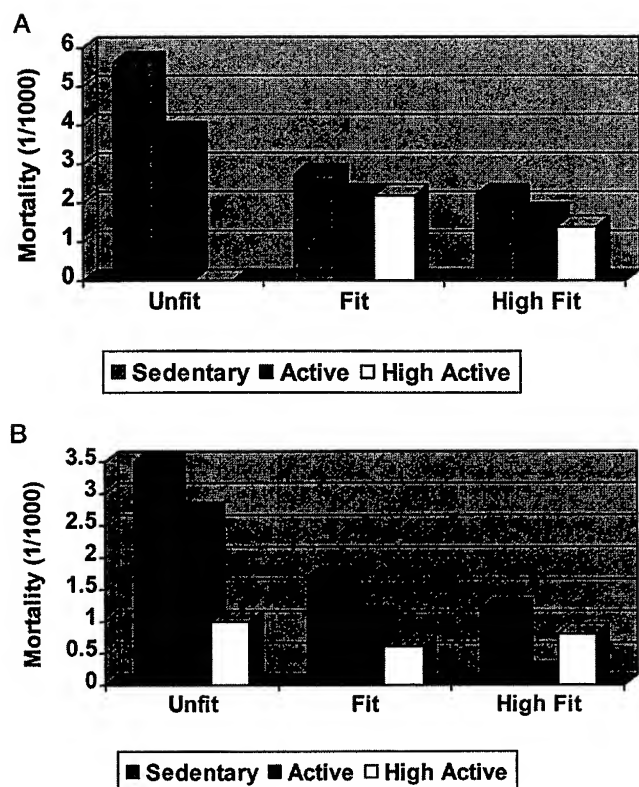 A
Mortality (1/1000)
6
5
4
3
2
1
0
Unfit Fit High Fit
Sedentary Active High Active
B
Mortality (1/1000)
3.5
3
2.5
2
1.5
1
0.5
0
Unfit Fit High Fit
Sedentary Active High Active